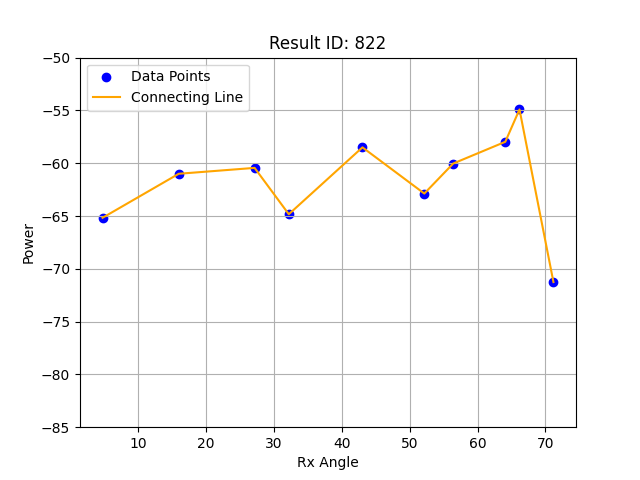 Result ID: 822
Data Points
Connecting Line
Power
−50
−55
−60
−65
−70
−75
−80
−85
10 20 30 40 50 60 70
Rx Angle